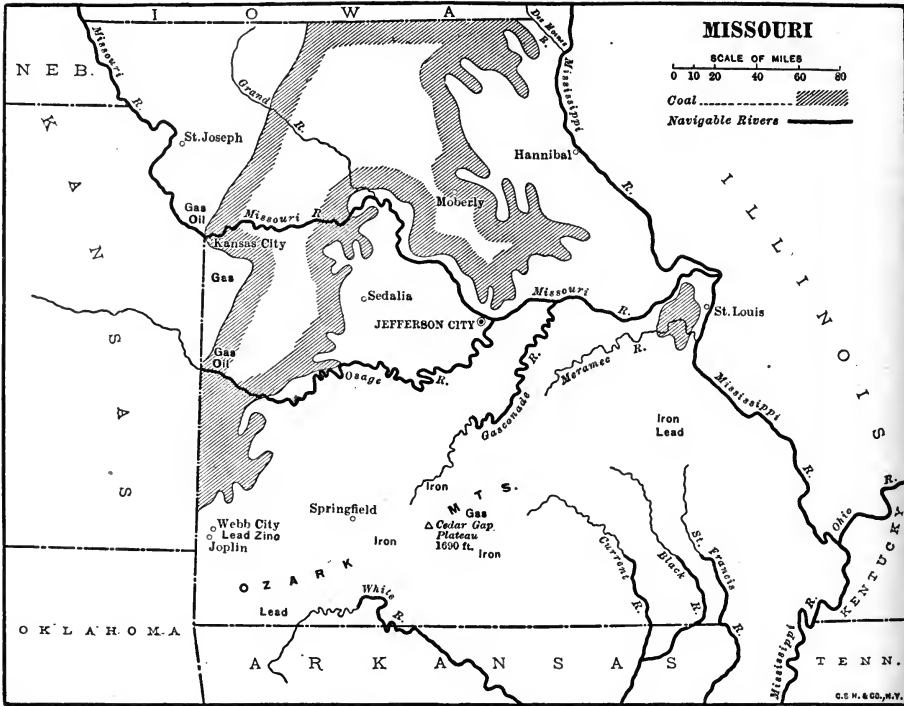 I O W A
MISSOURI
SCALE OF MILES
0 10 20 40 60 80
Coal
Navigable Rivers
Des Moines
R.
NEB.
Missouri
R.
Grand
R.
Mississippi
R.
St. Joseph
Hannibal
K A N S A S
I L L I N O I S
Gas
Oil
Missouri R
Moberly
Kansas City
Gas
Sedalia
Missouri
R.
St. Louis
JEFFERSON CITY
Gas
Oil
Osage R.
Gasconade R.
Meramec R.
Mississippi
R.
Iron
Lead
Iron
M T S.
Gas
Cedar Gap
Plateau
1690 ft.
Iron
Springfield
Iron
Webb City
Lead Zinc
Joplin
O Z A R K
Current
R.
Black
R.
St. Francis
R.
Ohio
R.
KENTUCKY
White
R.
Lead
Mississippi
R.
OKLAHOMA
A R K A N S A S
TENN.
C.S.H. & CO., N.Y.